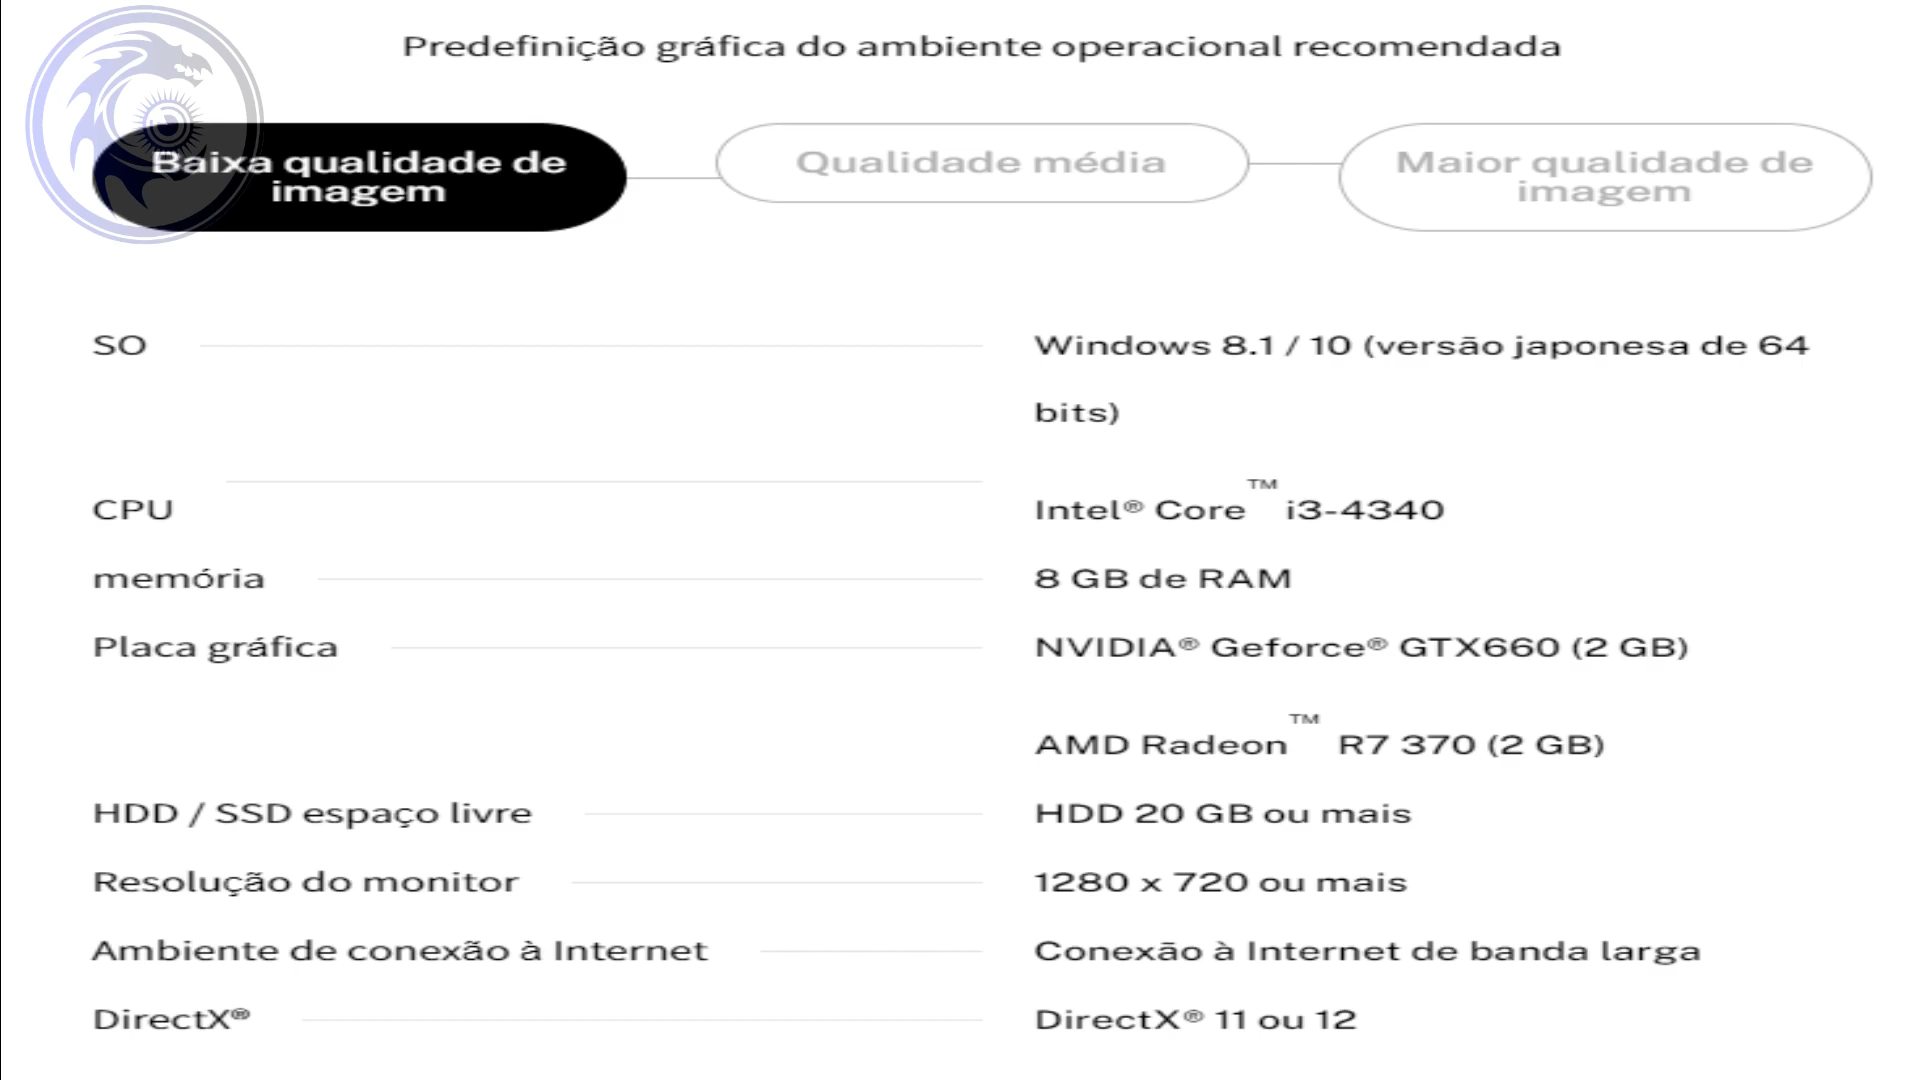 Predefinição gráfica do ambiente operacional recomendada
Baixa qualidade de
imagem
Qualidade média
Maior qualidade de
imagem
SO
Windows 8.1 / 10 (versão japonesa de 64
bits)
CPU
Intel® Core™ i3-4340
memória
8 GB de RAM
Placa gráfica
NVIDIA® Geforce® GTX660 (2 GB)
AMD Radeon™ R7 370 (2 GB)
HDD / SSD espaço livre
HDD 20 GB ou mais
Resolução do monitor
1280 x 720 ou mais
Ambiente de conexão à Internet
Conexão à Internet de banda larga
DirectX®
DirectX® 11 ou 12